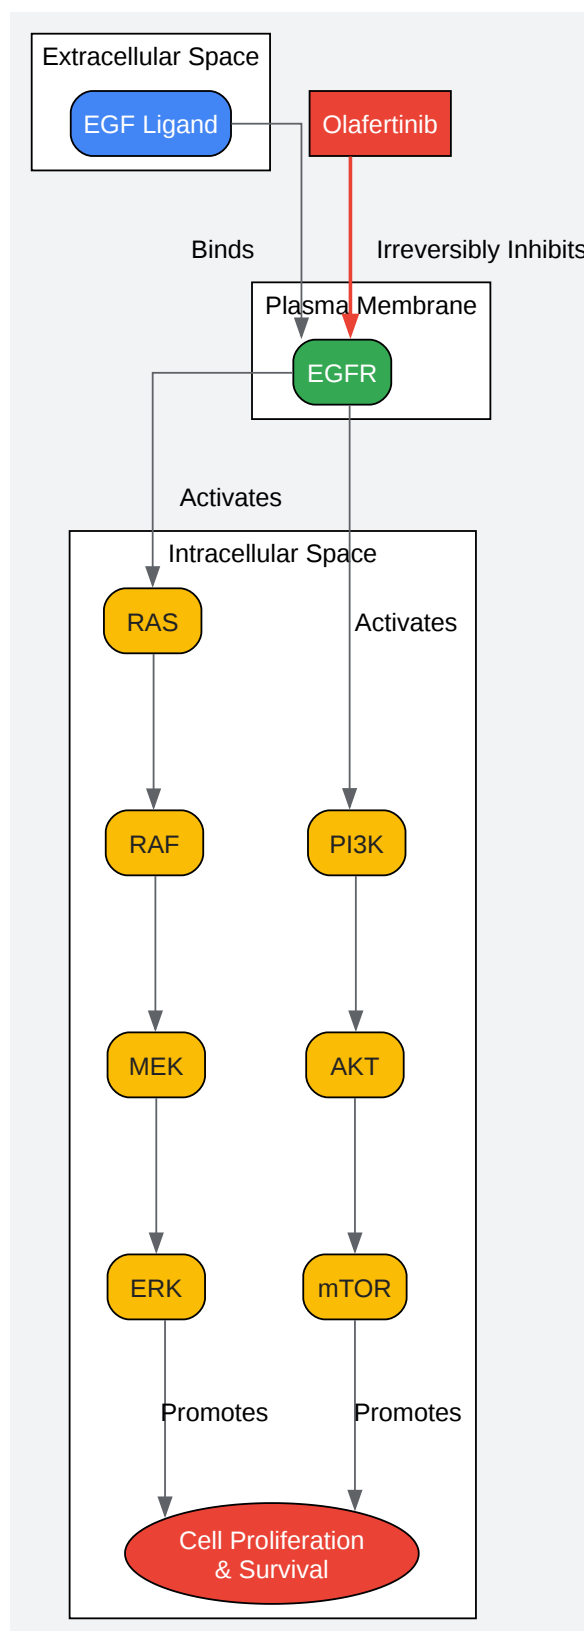 Extracellular Space
EGF Ligand
Olafertinib
Binds
Irreversibly Inhibits
Plasma Membrane
EGFR
Activates
Intracellular Space
RAS
Activates
RAF
PI3K
MEK
AKT
ERK
mTOR
Promotes
Promotes
Cell Proliferation
& Survival